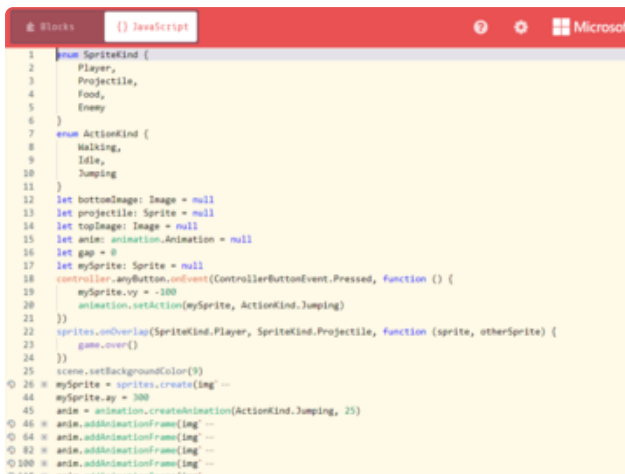 Blocks
{} JavaScript
Microsof
1 enum SpriteKind {
2 Player,
3 Projectile,
4 Food,
5 Enemy
6 }
7 enum ActionKind {
8 Walking,
9 Idle,
10 Jumping
11 }
12 let bottomImage: Image = null
13 let projectile: Sprite = null
14 let topImage: Image = null
15 let anim: animation.Animation = null
16 let gap = 0
17 let mySprite: Sprite = null
18 controller.anyButton.onEvent(ControllerButtonEvent.Pressed, function () {
19 mySprite.vy = -100
20 animation.setAction(mySprite, ActionKind.Jumping)
21 })
22 sprites.onOverlap(SpriteKind.Player, SpriteKind.Projectile, function (sprite, otherSprite) {
23 game.over()
24 })
25 scene.setBackgroundColor(9)
26 mySprite = sprites.create(img` ⋯
44 mySprite.ay = 300
45 anim = animation.createAnimation(ActionKind.Jumping, 25)
46 anim.addAnimationFrame(img` ⋯
64 anim.addAnimationFrame(img` ⋯
82 anim.addAnimationFrame(img` ⋯
100 anim.addAnimationFrame(img` ⋯